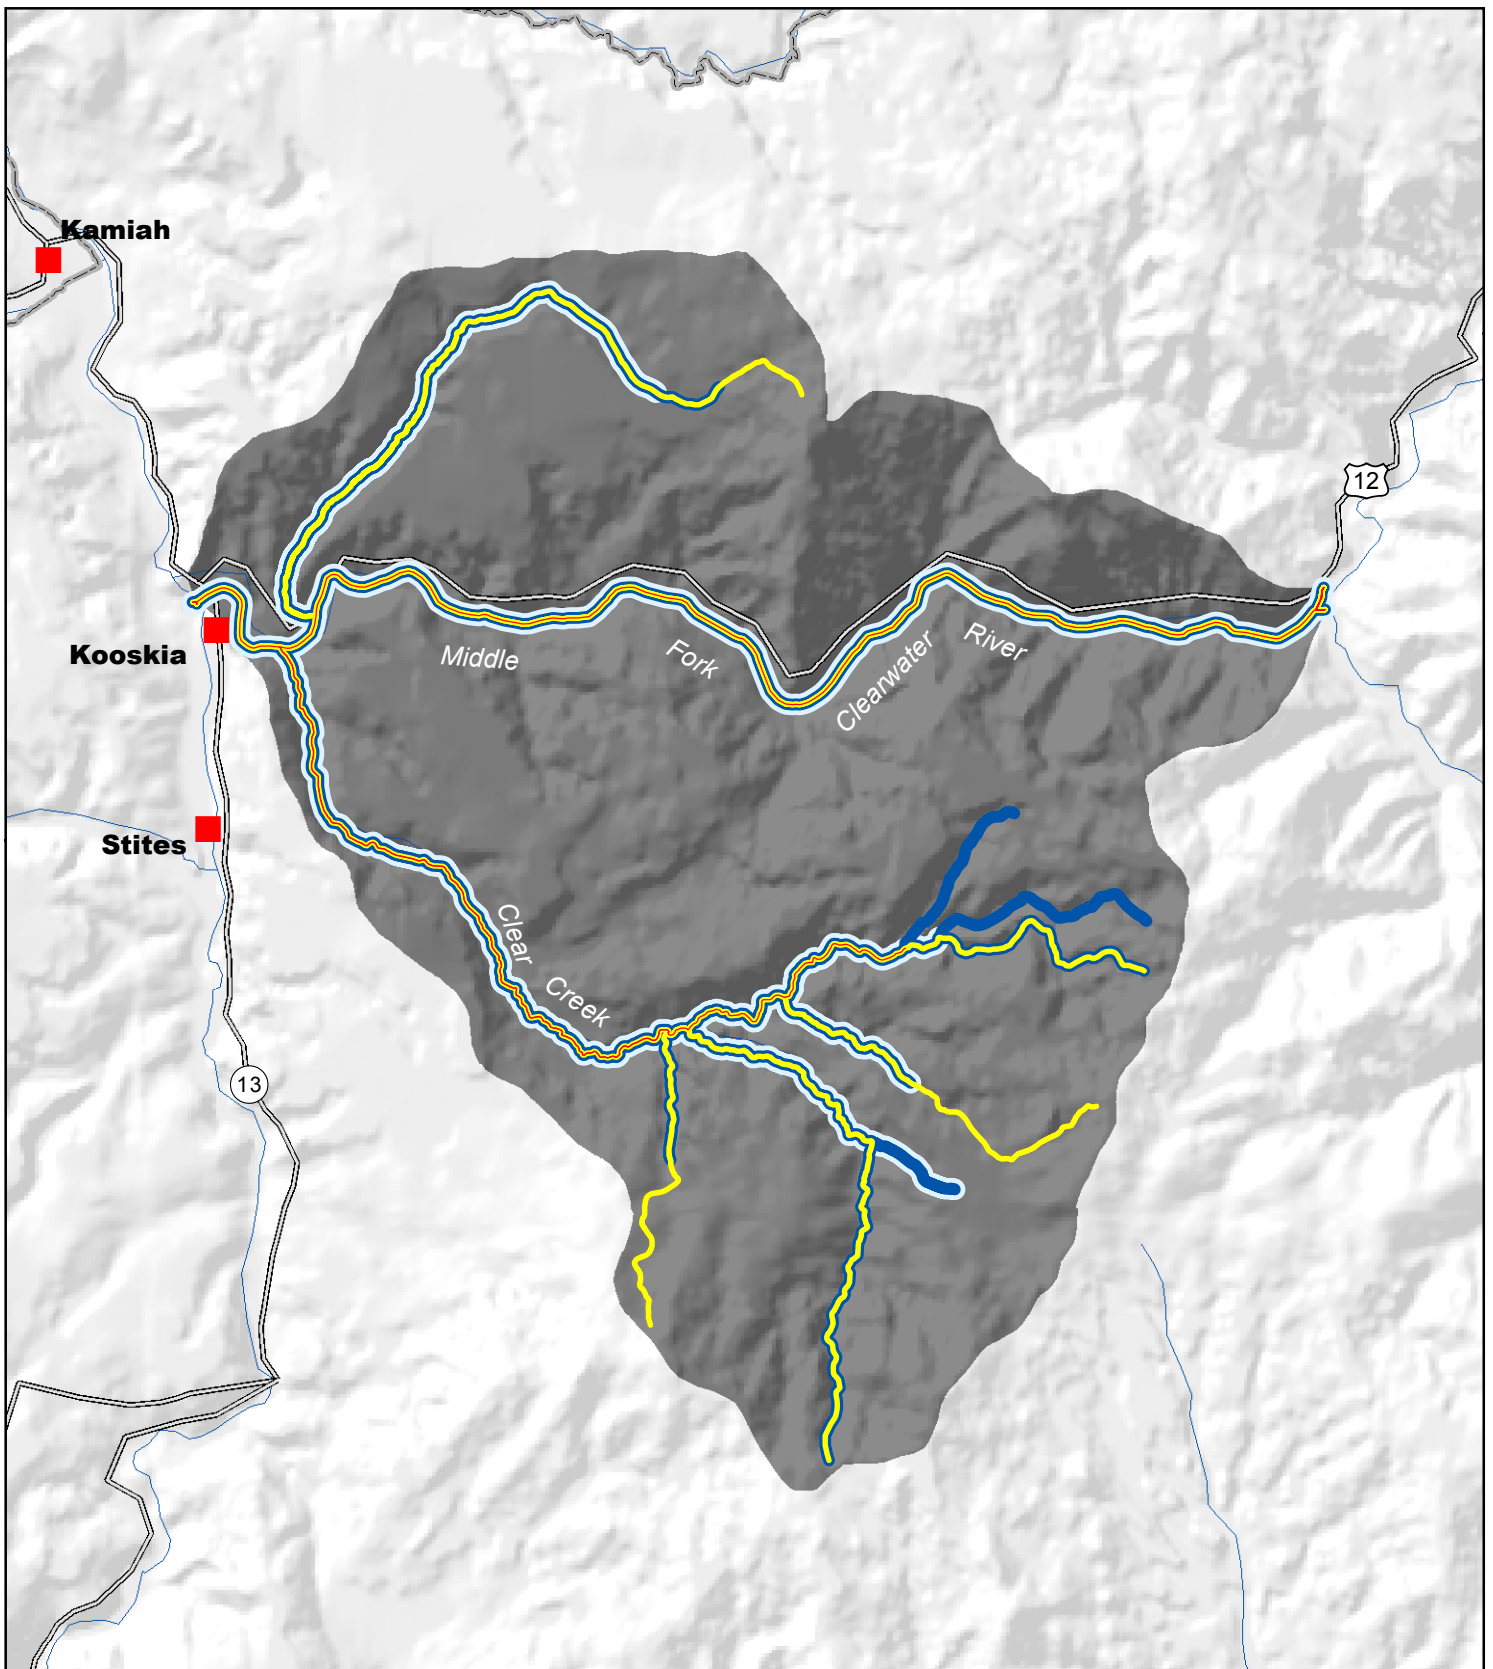 Kamiah
12
Kooskia
Middle
Fork
Clearwater
River
Stites
Clear
Creek
13